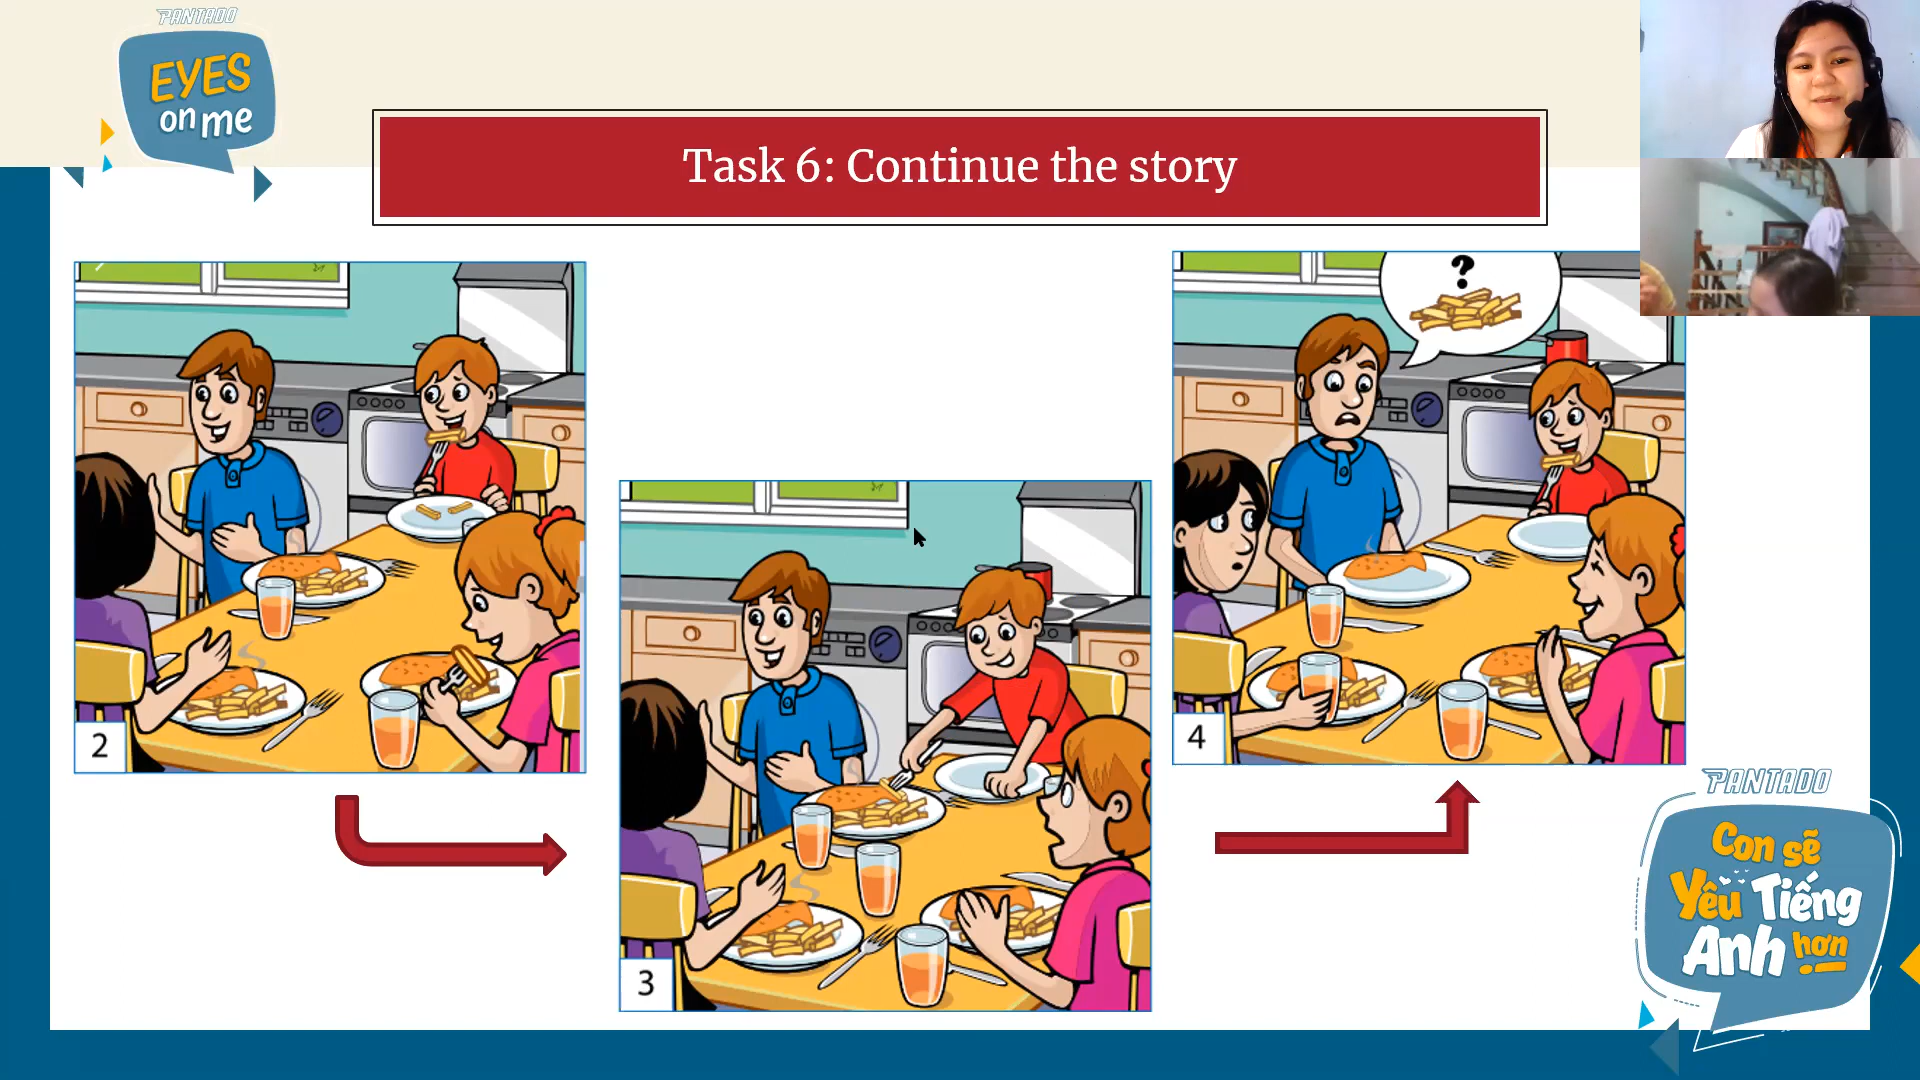 PANTADO
EYES
on me
Task 6: Continue the story
?
2
3
4
PANTADO
Con sẽ
Yêu Tiếng
Anh hơn